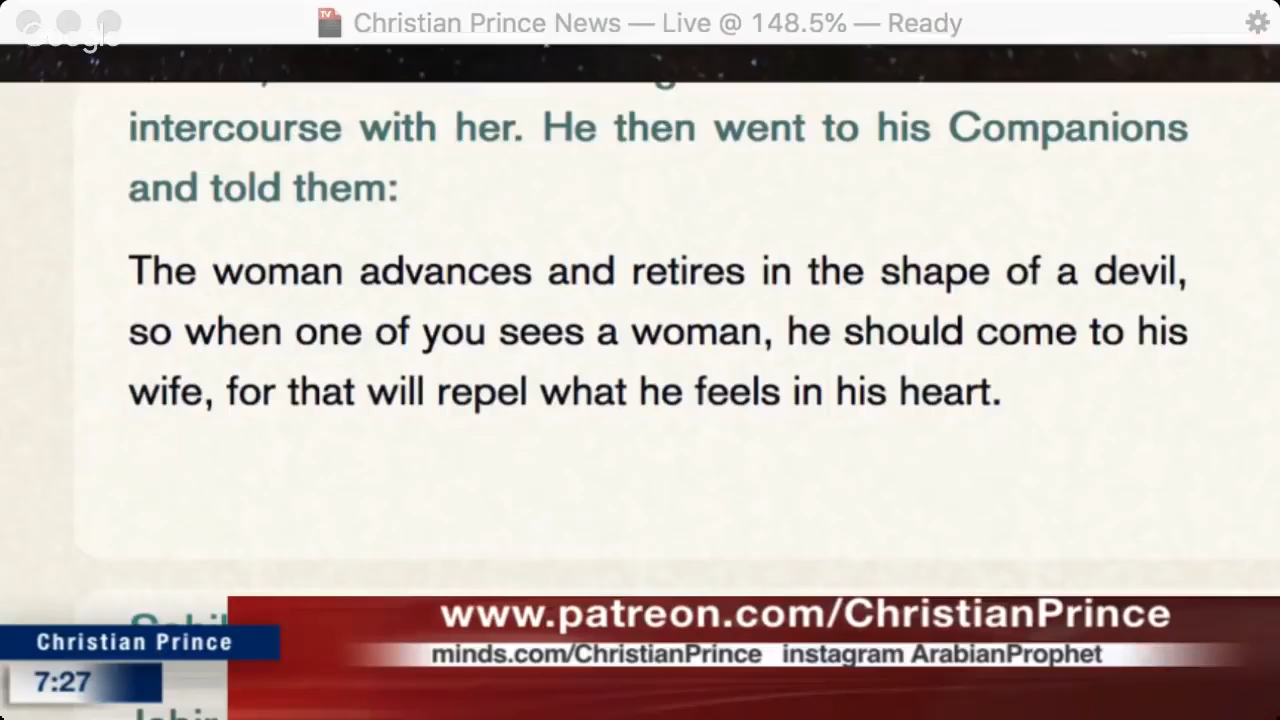 Christian Prince News — Live @ 148.5% — Ready
Google
intercourse with her. He then went to his Companions
and told them:
The woman advances and retires in the shape of a devil,
so when one of you sees a woman, he should come to his
wife, for that will repel what he feels in his heart.
www.patreon.com/ChristianPrince
Christian Prince
minds.com/ChristianPrince instagram ArabianProphet
7:27